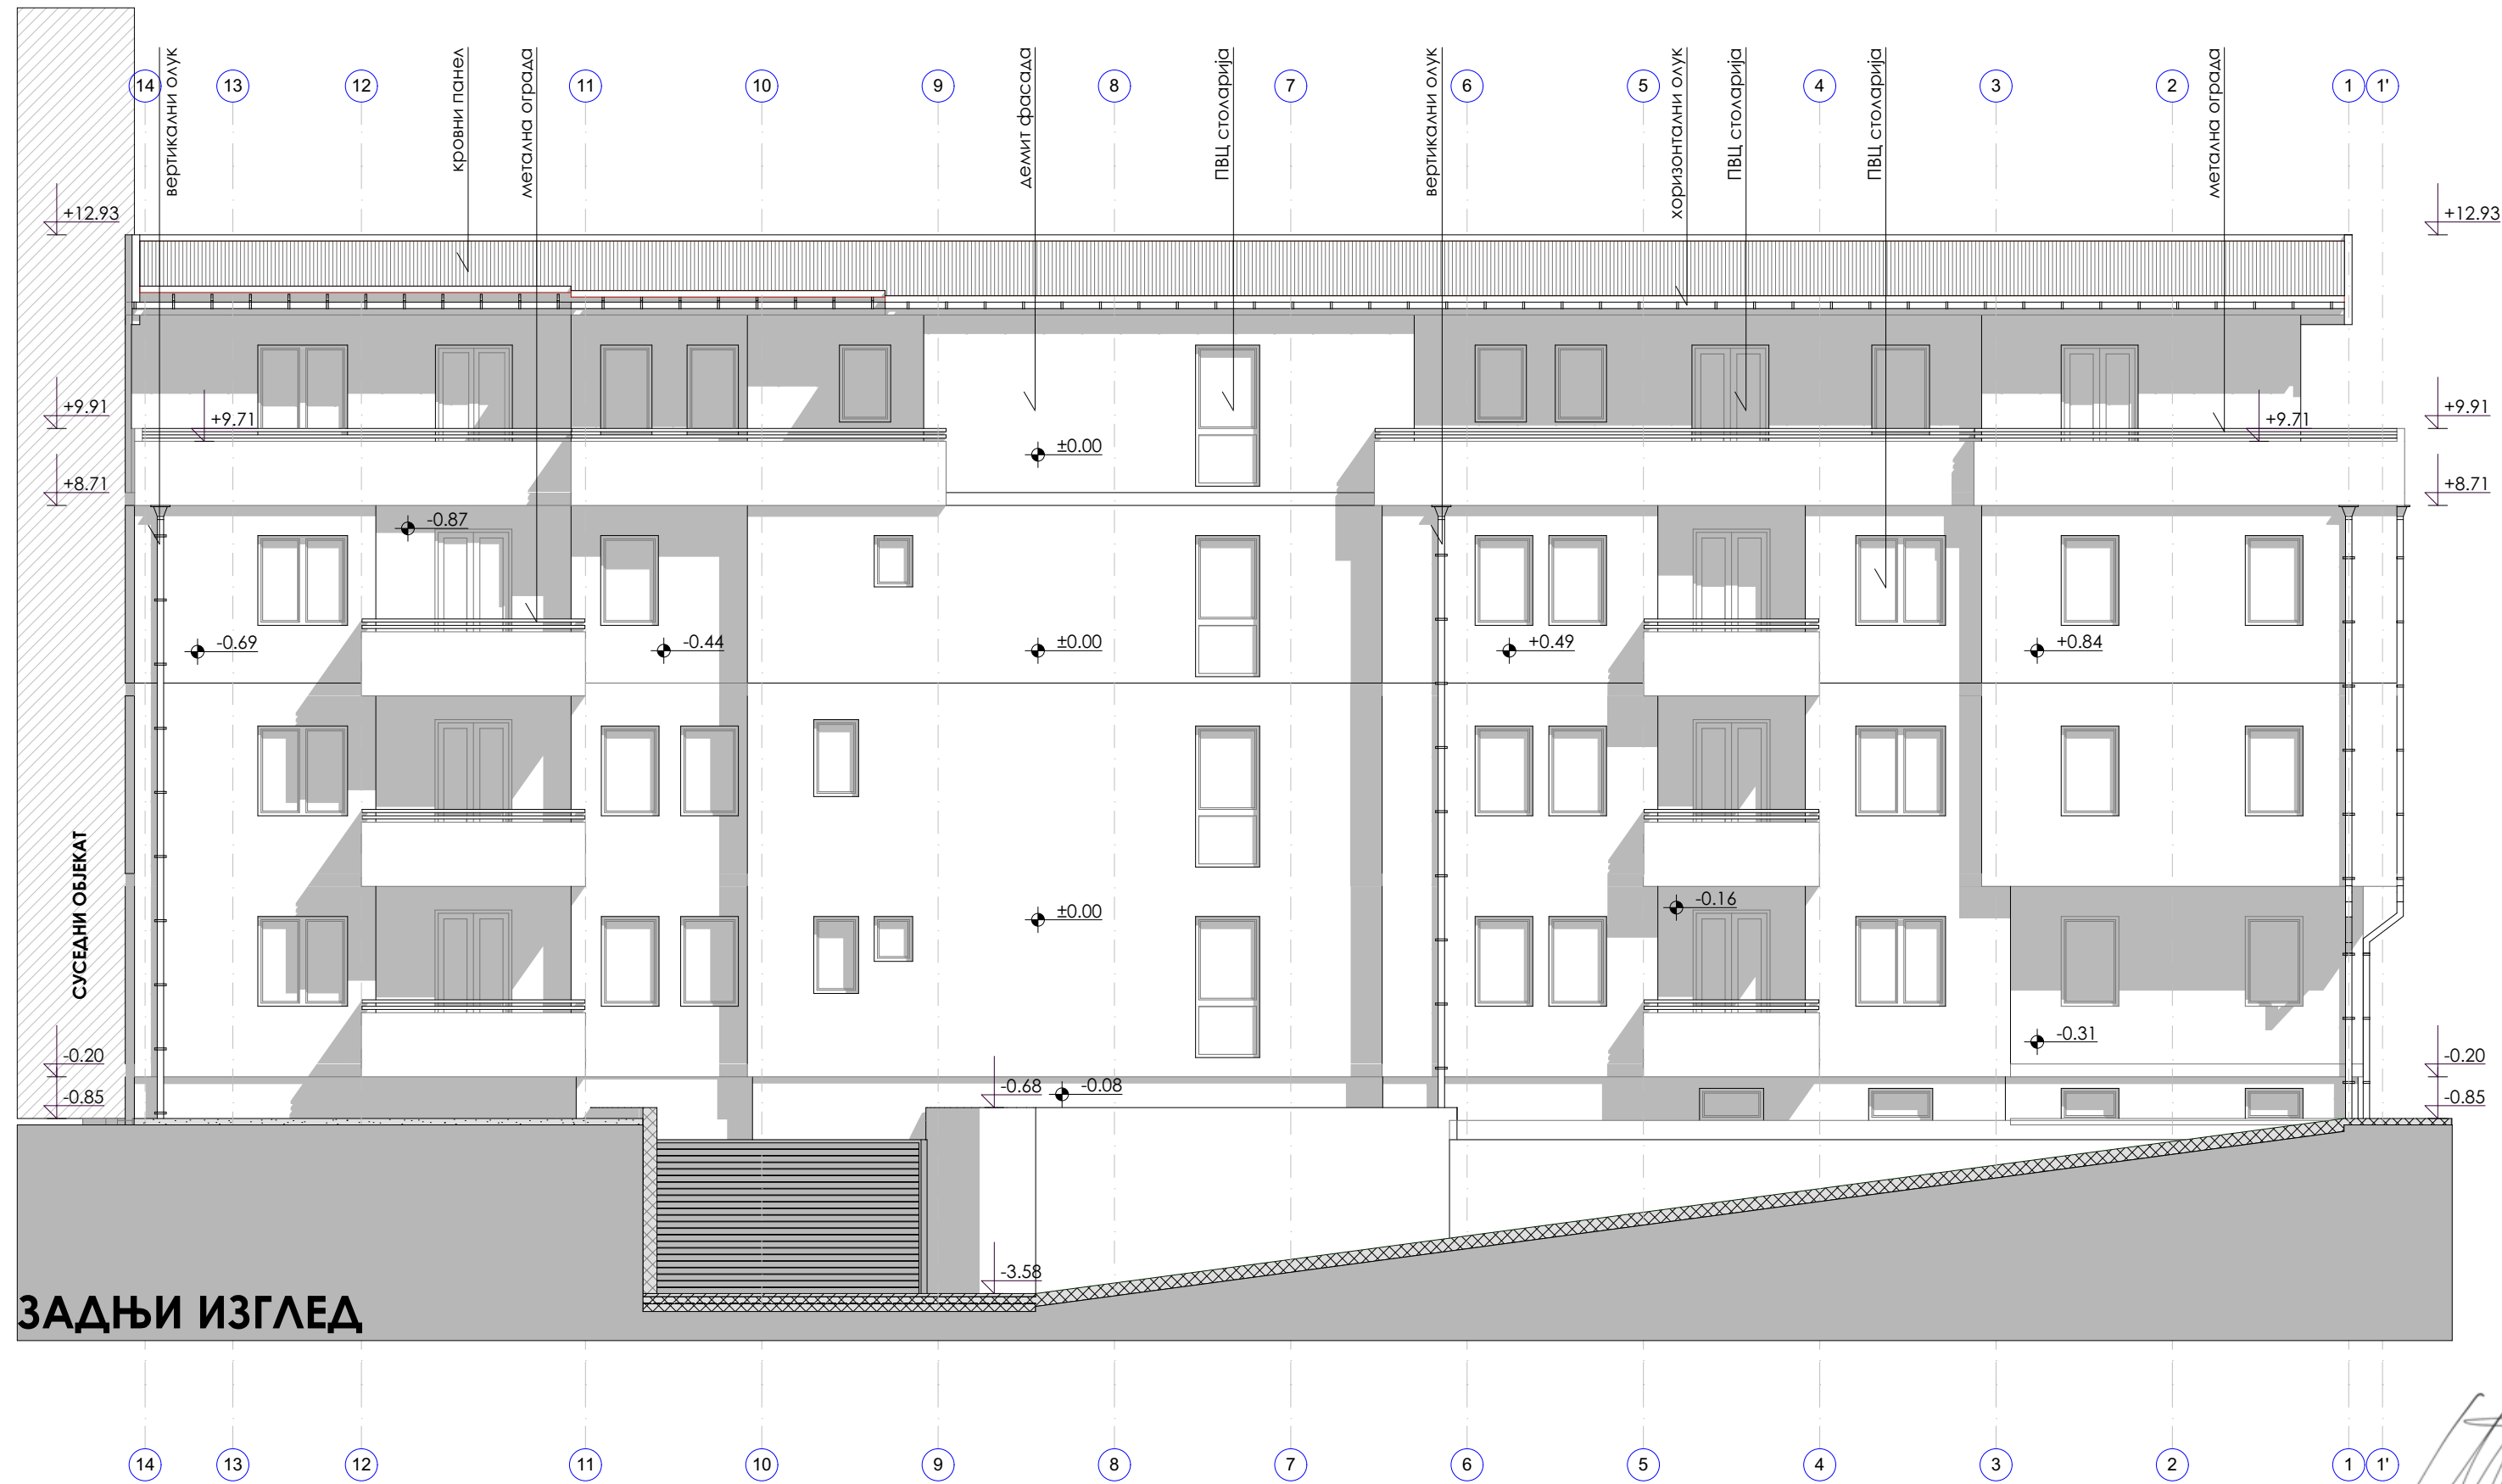 вертикални олук
кровни панел
метална ограда
демит фасада
ПВЦ столарија
вертикални олук
хоризонтални олук
ПВЦ столарија
ПВЦ столарија
метална ограда
14 13 12 11 10 9 8 7 6 5 4 3 2 1 1'
+12.93 +12.93
+9.91 +9.71 +9.71 +9.91
±0.00
+8.71 +8.71
-0.87
-0.69 -0.44 ±0.00 +0.49 +0.84
СУСЕДНИ ОБЈЕКАТ
±0.00 -0.16
-0.31
-0.20 -0.20
-0.85 -0.68 -0.08 -0.85
-3.58
ЗАДЊИ ИЗГЛЕД
14 13 12 11 10 9 8 7 6 5 4 3 2 1 1'